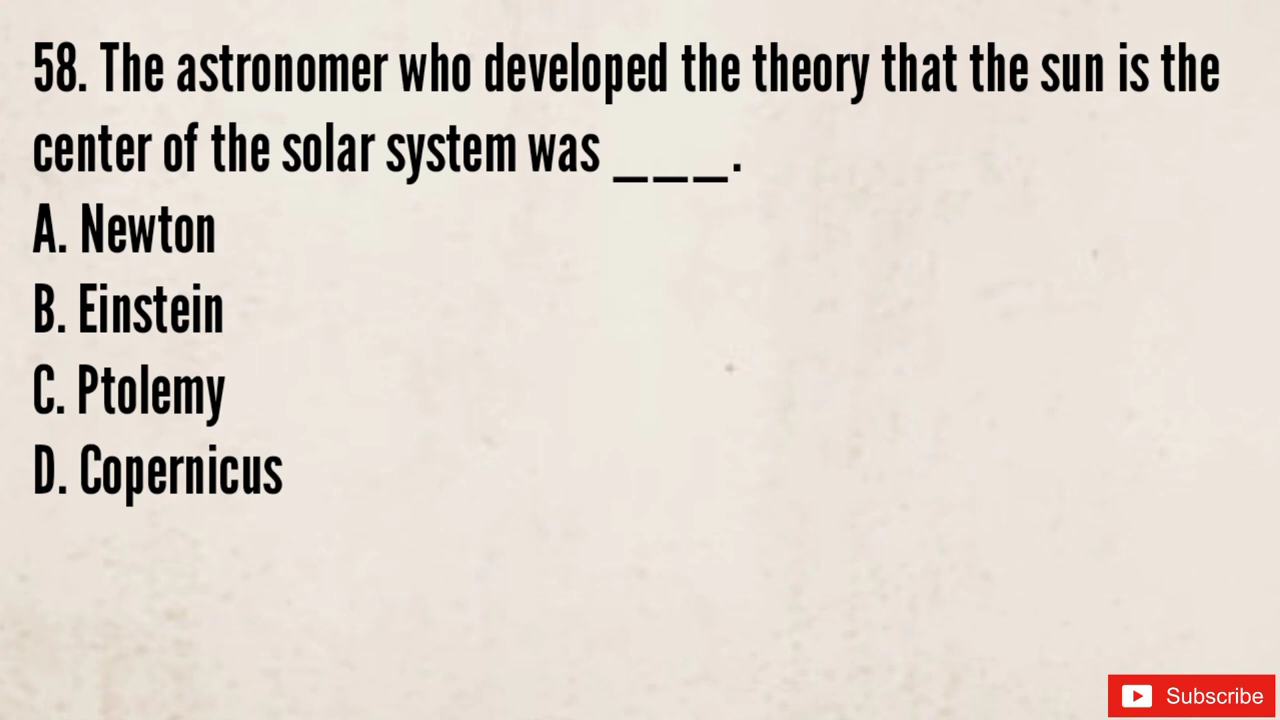 58. The astronomer who developed the theory that the sun is the
center of the solar system was ___.
A. Newton
B. Einstein
C. Ptolemy
D. Copernicus
Subscribe